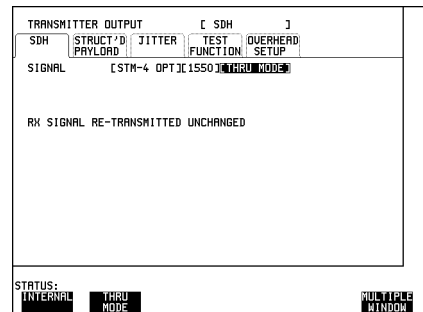 TRANSMITTER OUTPUT [ SDH ]
SDH STRUCT'D PAYLOAD JITTER TEST FUNCTION OVERHEAD SETUP
SIGNAL [STM-4 OPT][1550][THRU MODE]
RX SIGNAL RE-TRANSMITTED UNCHANGED
STATUS:
INTERNAL THRU MODE MULTIPLE WINDOW